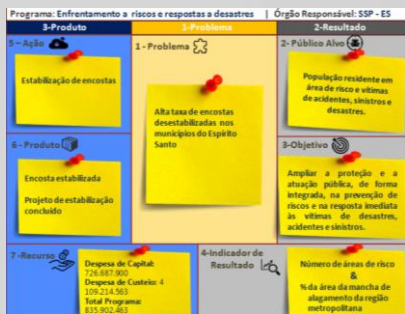 Programa: Enfrentamento a riscos e respostas a desastres | Órgão Responsável: SSP - ES
3-Produto
1-Problema
2-Resultado
5 – Ação
Estabilização de encostas
1 - Problema
Alta taxa de encostas
desestabilizadas nos
municípios do Espírito
Santo
2- Público Alvo
População residente em
área de risco e vítimas
de acidentes, sinistros e
desastres.
6 - Produto
Encosta estabilizada
Projeto de estabilização
concluído
3-Objetivo
Ampliar a proteção e a
atuação pública, de forma
integrada, na prevenção de
riscos e na resposta imediata
às vítimas de desastres,
acidentes e sinistros.
7 -Recurso
Despesa de Capital:
726.687.900
Despesa de Custeio: 4
109.214.563
Total Programa:
835.902.463
4-Indicador de
Resultado
Número de áreas de risco
&
% da área da mancha de
alagamento da região
metropolitana